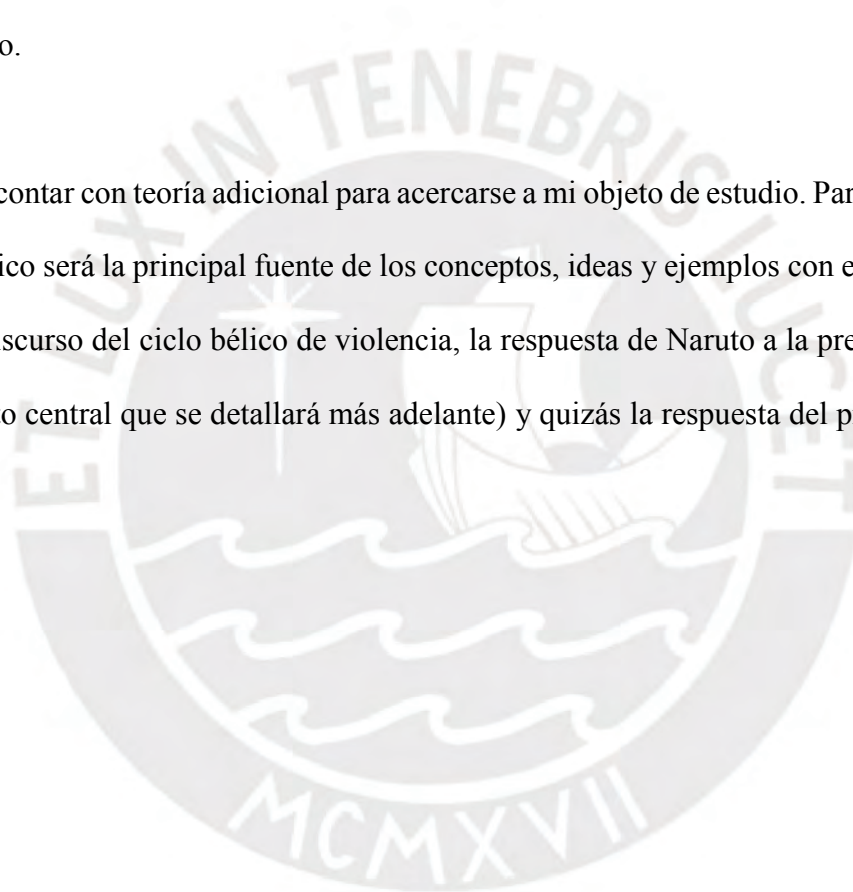 o.
contar con teoría adicional para acercarse a mi objeto de estudio. Par
ico será la principal fuente de los conceptos, ideas y ejemplos con e
iscurso del ciclo bélico de violencia, la respuesta de Naruto a la pre
to central que se detallará más adelante) y quizás la respuesta del p
ET LUX IN TENEBRIS LUCET
MCMXVII